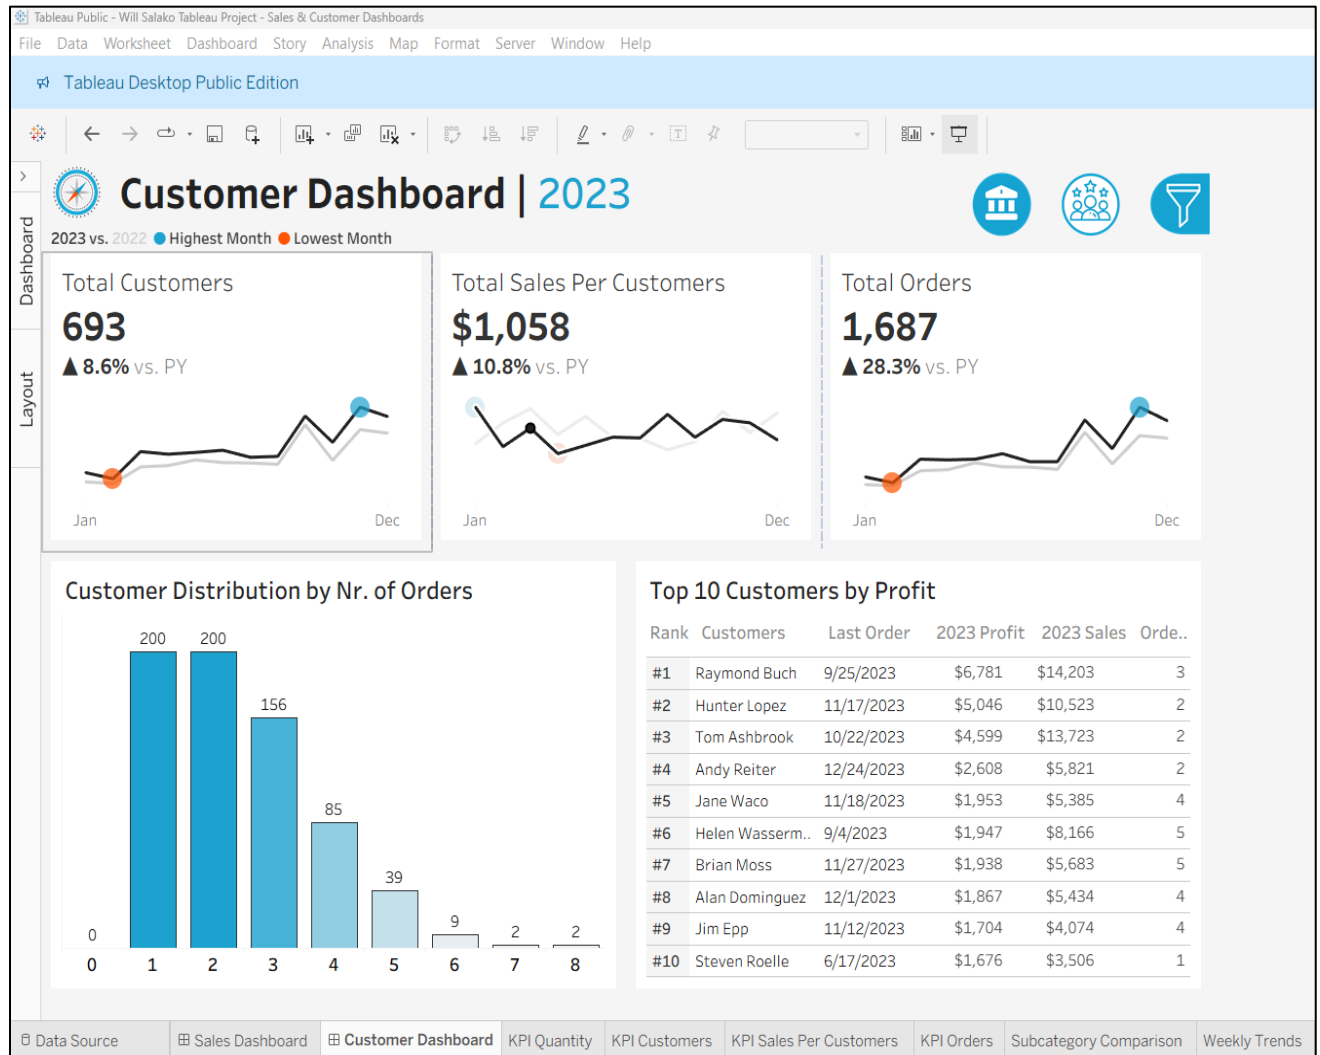 Tableau Public - Will Salako Tableau Project - Sales & Customer Dashboards
File Data Worksheet Dashboard Story Analysis Map Format Server Window Help
Tableau Desktop Public Edition
Dashboard
Layout
Customer Dashboard | 2023
2023 vs. 2022 Highest Month Lowest Month
Total Customers
693
▲ 8.6% vs. PY
Jan Dec
Total Sales Per Customers
$1,058
▲ 10.8% vs. PY
Jan Dec
Total Orders
1,687
▲ 28.3% vs. PY
Jan Dec
Customer Distribution by Nr. of Orders
0 200 200 156 85 39 9 2 2
0 1 2 3 4 5 6 7 8
Top 10 Customers by Profit
Rank Customers Last Order 2023 Profit 2023 Sales Orde..
#1 Raymond Buch 9/25/2023 $6,781 $14,203 3
#2 Hunter Lopez 11/17/2023 $5,046 $10,523 2
#3 Tom Ashbrook 10/22/2023 $4,599 $13,723 2
#4 Andy Reiter 12/24/2023 $2,608 $5,821 2
#5 Jane Waco 11/18/2023 $1,953 $5,385 4
#6 Helen Wasserm.. 9/4/2023 $1,947 $8,166 5
#7 Brian Moss 11/27/2023 $1,938 $5,683 5
#8 Alan Dominguez 12/1/2023 $1,867 $5,434 4
#9 Jim Epp 11/12/2023 $1,704 $4,074 4
#10 Steven Roelle 6/17/2023 $1,676 $3,506 1
Data Source Sales Dashboard Customer Dashboard KPI Quantity KPI Customers KPI Sales Per Customers KPI Orders Subcategory Comparison Weekly Trends